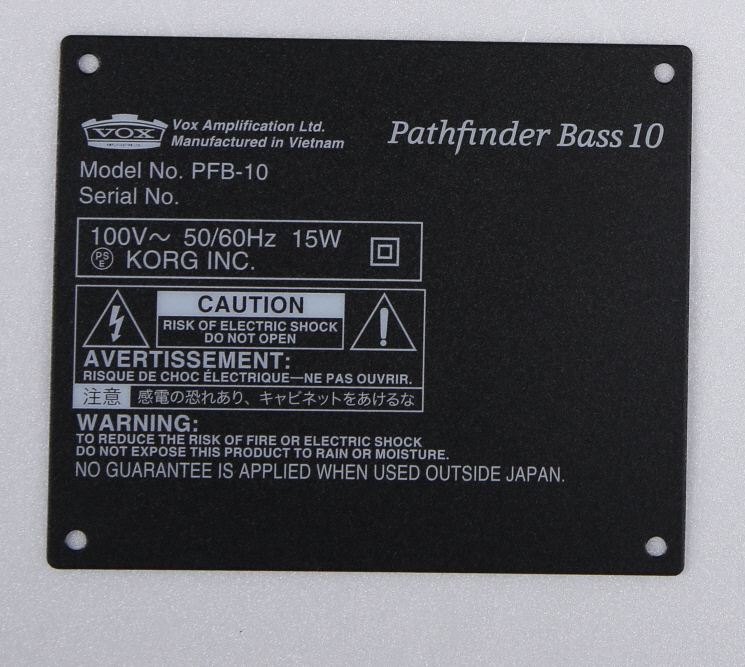 VOX
Vox Amplification Ltd.
Manufactured in Vietnam
Pathfinder Bass 10
Model No. PFB-10
Serial No.
100V～ 50/60Hz 15W
PS E KORG INC.
CAUTION
RISK OF ELECTRIC SHOCK
DO NOT OPEN
AVERTISSEMENT:
RISQUE DE CHOC ÉLECTRIQUE—NE PAS OUVRIR.
注意 感電の恐れあり、キャビネットをあけるな
WARNING:
TO REDUCE THE RISK OF FIRE OR ELECTRIC SHOCK
DO NOT EXPOSE THIS PRODUCT TO RAIN OR MOISTURE.
NO GUARANTEE IS APPLIED WHEN USED OUTSIDE JAPAN.